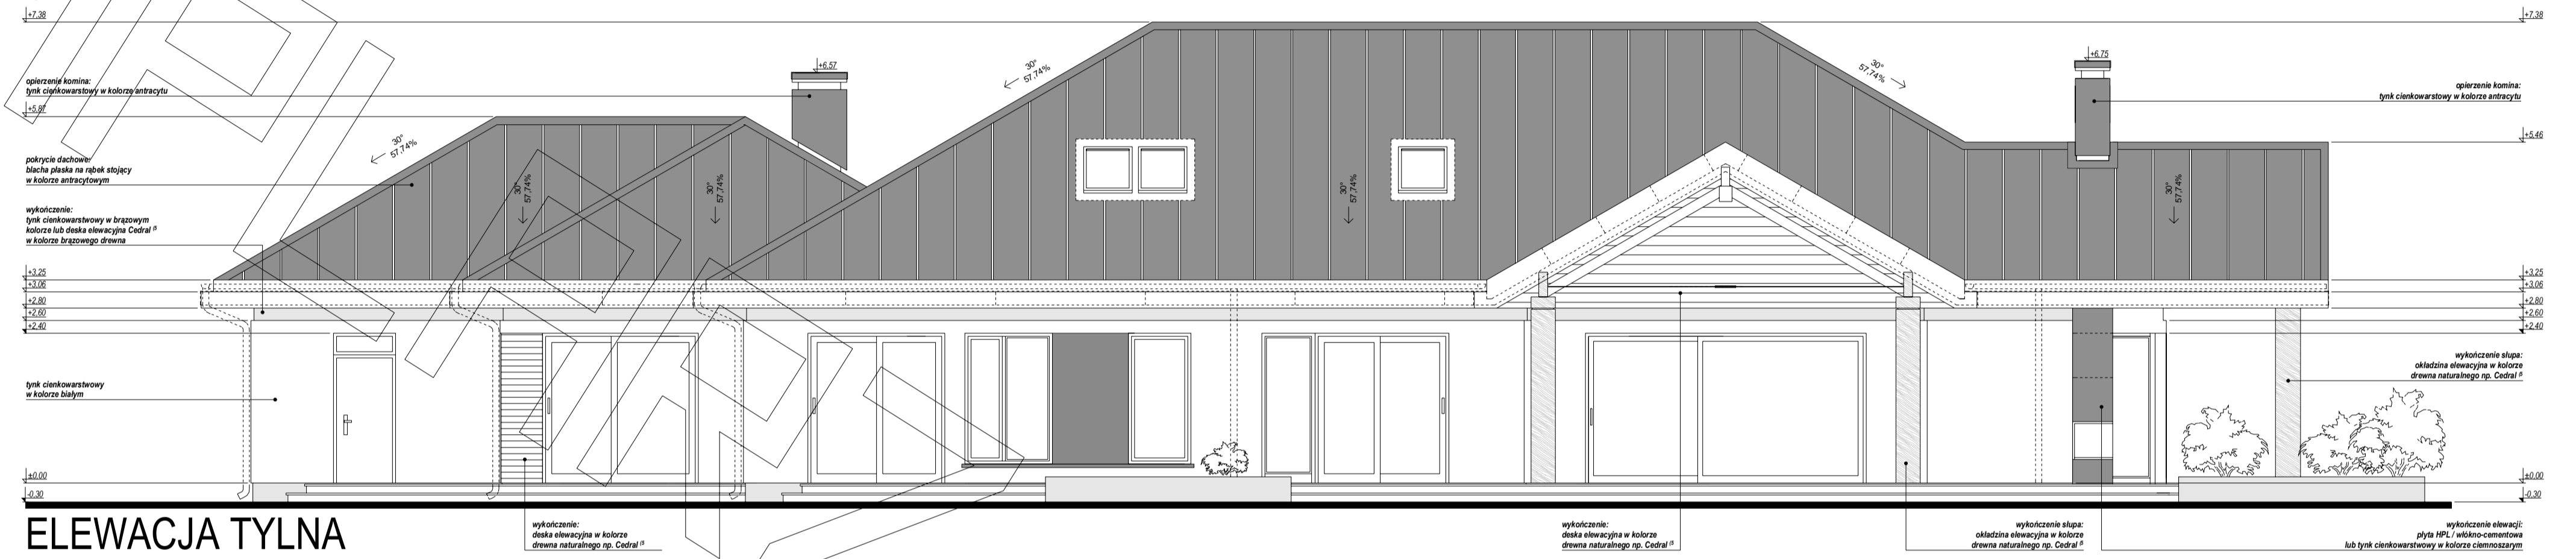 +7.38
+7.38
+6.57
+6.75
30°
57,74%
30°
57,74%
opierzenie komina:
tynk cienkowarstowy w kolorze antracytu
opierzenie komina:
tynk cienkowarstowy w kolorze antracytu
+5.87
+5.46
30°
57,74%
pokrycie dachowe:
blacha płaska na rąbek stojący
w kolorze antracytowym
30°
57,74%
30°
57,74%
30°
57,74%
30°
57,74%
wykończenie:
tynk cienkowarstwowy w brązowym
kolorze lub deska elewacyjna Cedral
w kolorze brązowego drewna
+3.25
+3.06
+2.80
+2.60
+2.40
+3.25
+3.06
+2.80
+2.60
+2.40
tynk cienkowarstwowy
w kolorze białym
wykończenie słupa:
okładzina elewacyjna w kolorze
drewna naturalnego np. Cedral
±0.00
-0.30
±0.00
-0.30
ELEWACJA TYLNA
wykończenie:
deska elewacyjna w kolorze
drewna naturalnego np. Cedral
wykończenie:
deska elewacyjna w kolorze
drewna naturalnego np. Cedral
wykończenie słupa:
okładzina elewacyjna w kolorze
drewna naturalnego np. Cedral
wykończenie elewacji:
płyta HPL / włókno-cementowa
lub tynk cienkowarstwowy w kolorze ciemnoszarym